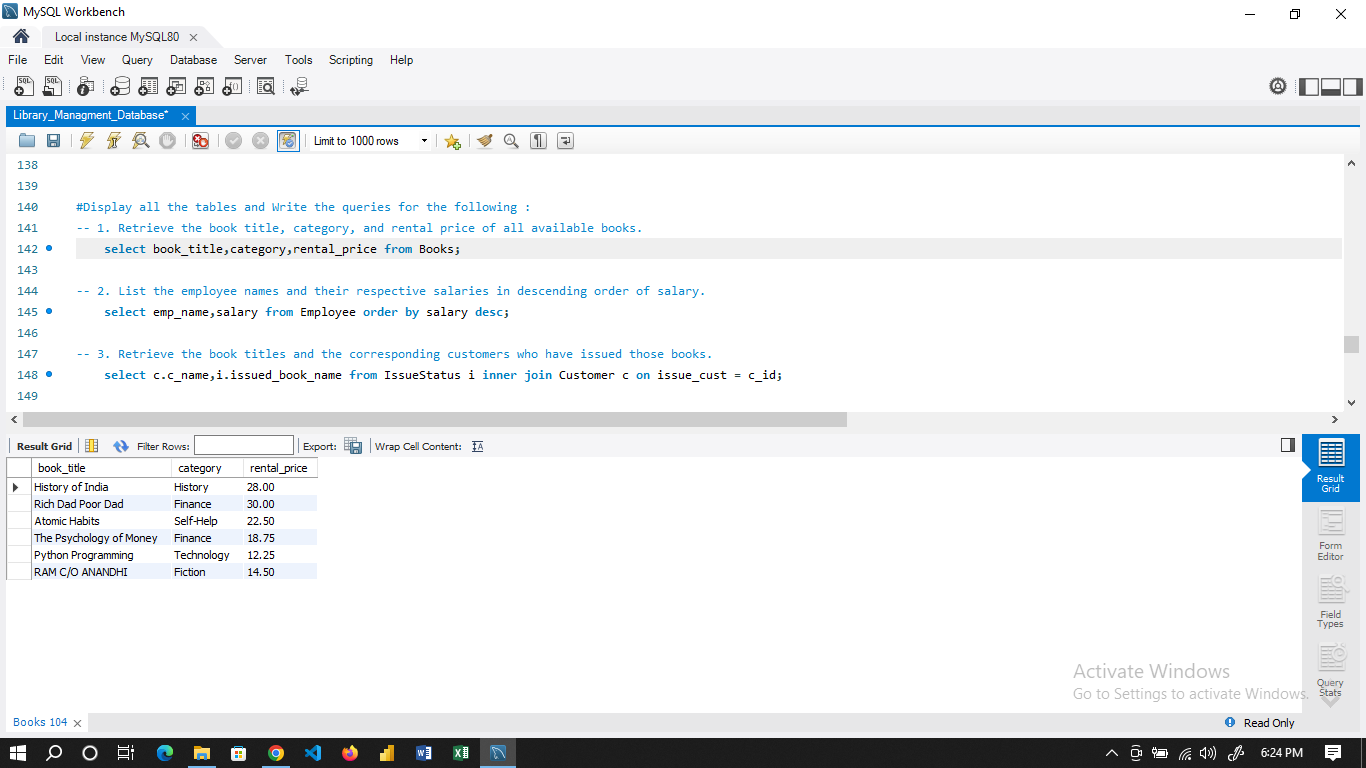 MySQL Workbench
Local instance MySQL80
File Edit View Query Database Server Tools Scripting Help
Library_Managment_Database*
Limit to 1000 rows
138
139
140 #Display all the tables and Write the queries for the following :
141 -- 1. Retrieve the book title, category, and rental price of all available books.
142 select book_title,category,rental_price from Books;
143
144 -- 2. List the employee names and their respective salaries in descending order of salary.
145 select emp_name,salary from Employee order by salary desc;
146
147 -- 3. Retrieve the book titles and the corresponding customers who have issued those books.
148 select c.c_name,i.issued_book_name from IssueStatus i inner join Customer c on issue_cust = c_id;
149
Result Grid Filter Rows: Export: Wrap Cell Content:
book_title category rental_price
History of India History 28.00
Rich Dad Poor Dad Finance 30.00
Atomic Habits Self-Help 22.50
The Psychology of Money Finance 18.75
Python Programming Technology 12.25
RAM C/O ANANDHI Fiction 14.50
Result
Grid
Form
Editor
Field
Types
Query
Stats
Activate Windows
Go to Settings to activate Windows.
Books 104
Read Only
6:24 PM